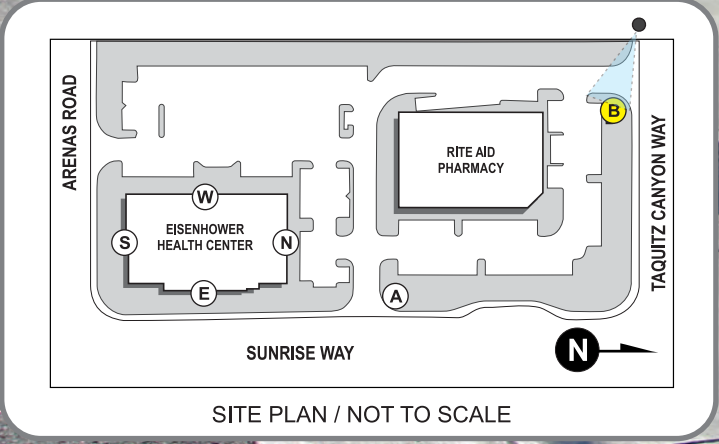 ARENAS ROAD
B
RITE AID
PHARMACY
TAQUITZ CANYON WAY
W
EISENHOWER
HEALTH CENTER
S
N
E
A
SUNRISE WAY
N
SITE PLAN / NOT TO SCALE